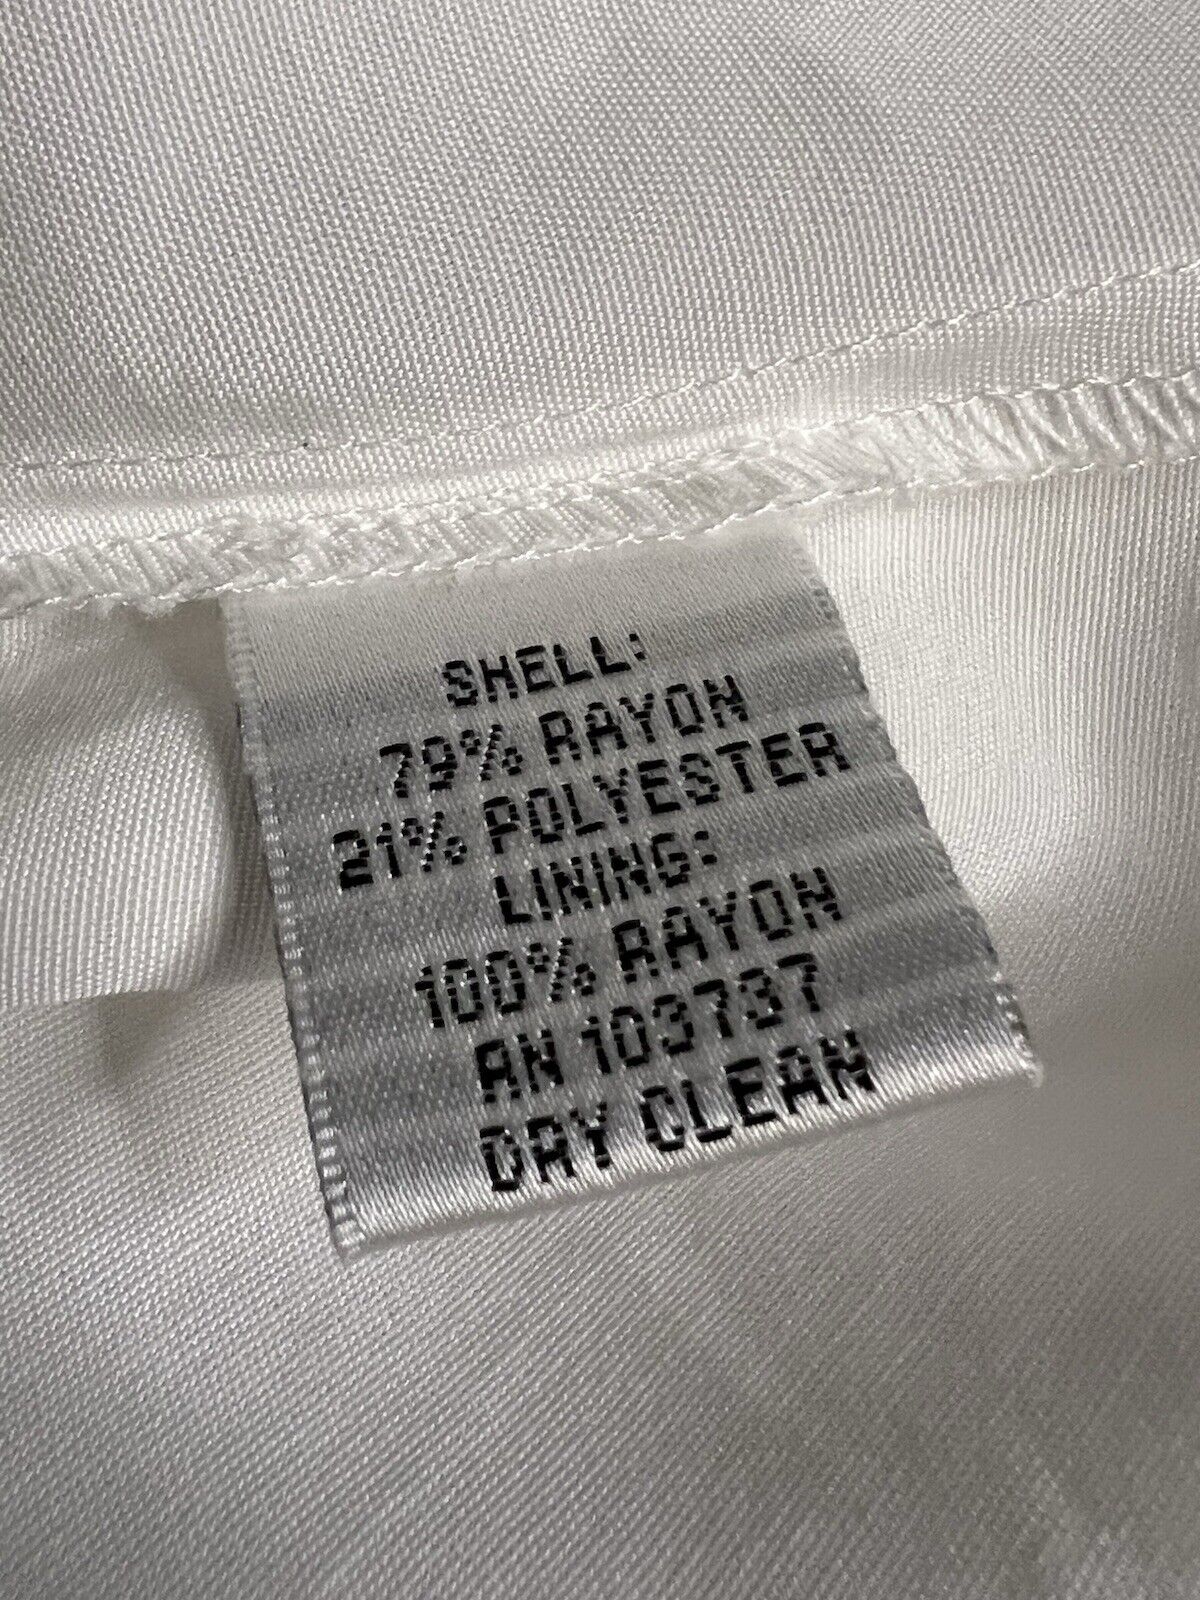 SHELL:
79% RAYON
21% POLYESTER
LINING:
100% RAYON
RN 103737
DRY CLEAN